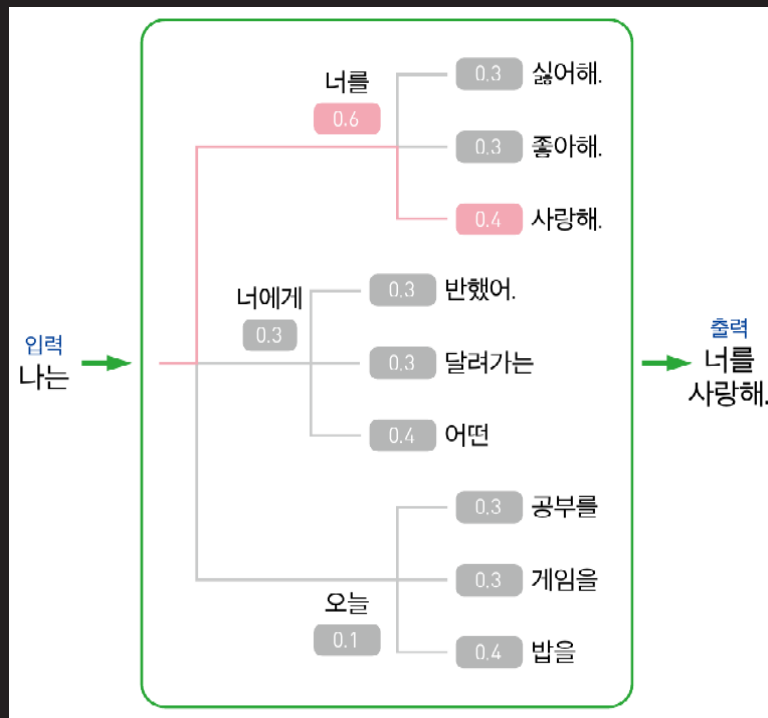 너를
0.6
0.3 싫어해.
0.3 좋아해.
0.4 사랑해.
너에게
0.3
0.3 반했어.
0.3 달려가는
0.4 어떤
입력
나는
출력
너를
사랑해.
0.3 공부를
0.3 게임을
오늘
0.1
0.4 밥을